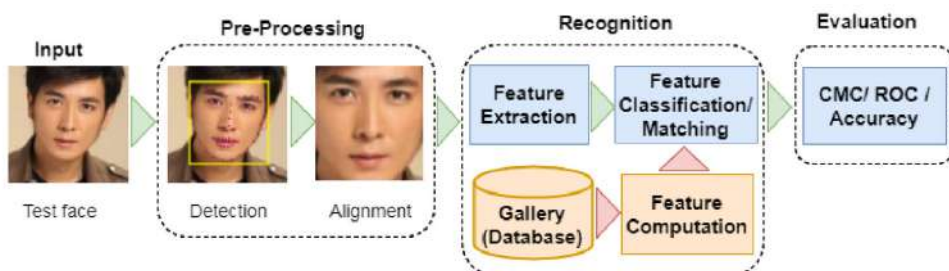 Input
Pre-Processing
Recognition
Evaluation
Feature
Extraction
Feature
Classification/
Matching
CMC/ ROC /
Accuracy
Test face
Detection
Alignment
Gallery
(Database)
Feature
Computation